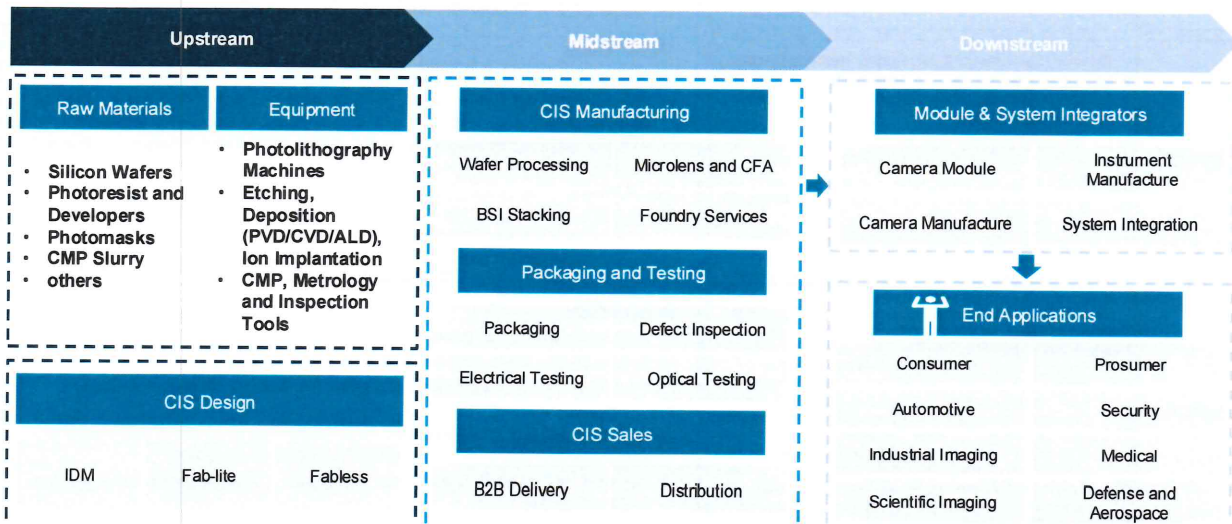 Upstream
Midstream
Downstream
Raw Materials
• Silicon Wafers
• Photoresist and
Developers
• Photomasks
• CMP Slurry
• others
Equipment
• Photolithography
Machines
• Etching,
Deposition
(PVD/CVD/ALD),
Ion Implantation
• CMP, Metrology
and Inspection
Tools
CIS Design
IDM
Fab-lite
Fabless
CIS Manufacturing
Wafer Processing
Microlens and CFA
BSI Stacking
Foundry Services
Packaging and Testing
Packaging
Defect Inspection
Electrical Testing
Optical Testing
CIS Sales
B2B Delivery
Distribution
Module & System Integrators
Camera Module
Instrument
Manufacture
Camera Manufacture
System Integration
End Applications
Consumer
Prosumer
Automotive
Security
Industrial Imaging
Medical
Scientific Imaging
Defense and
Aerospace